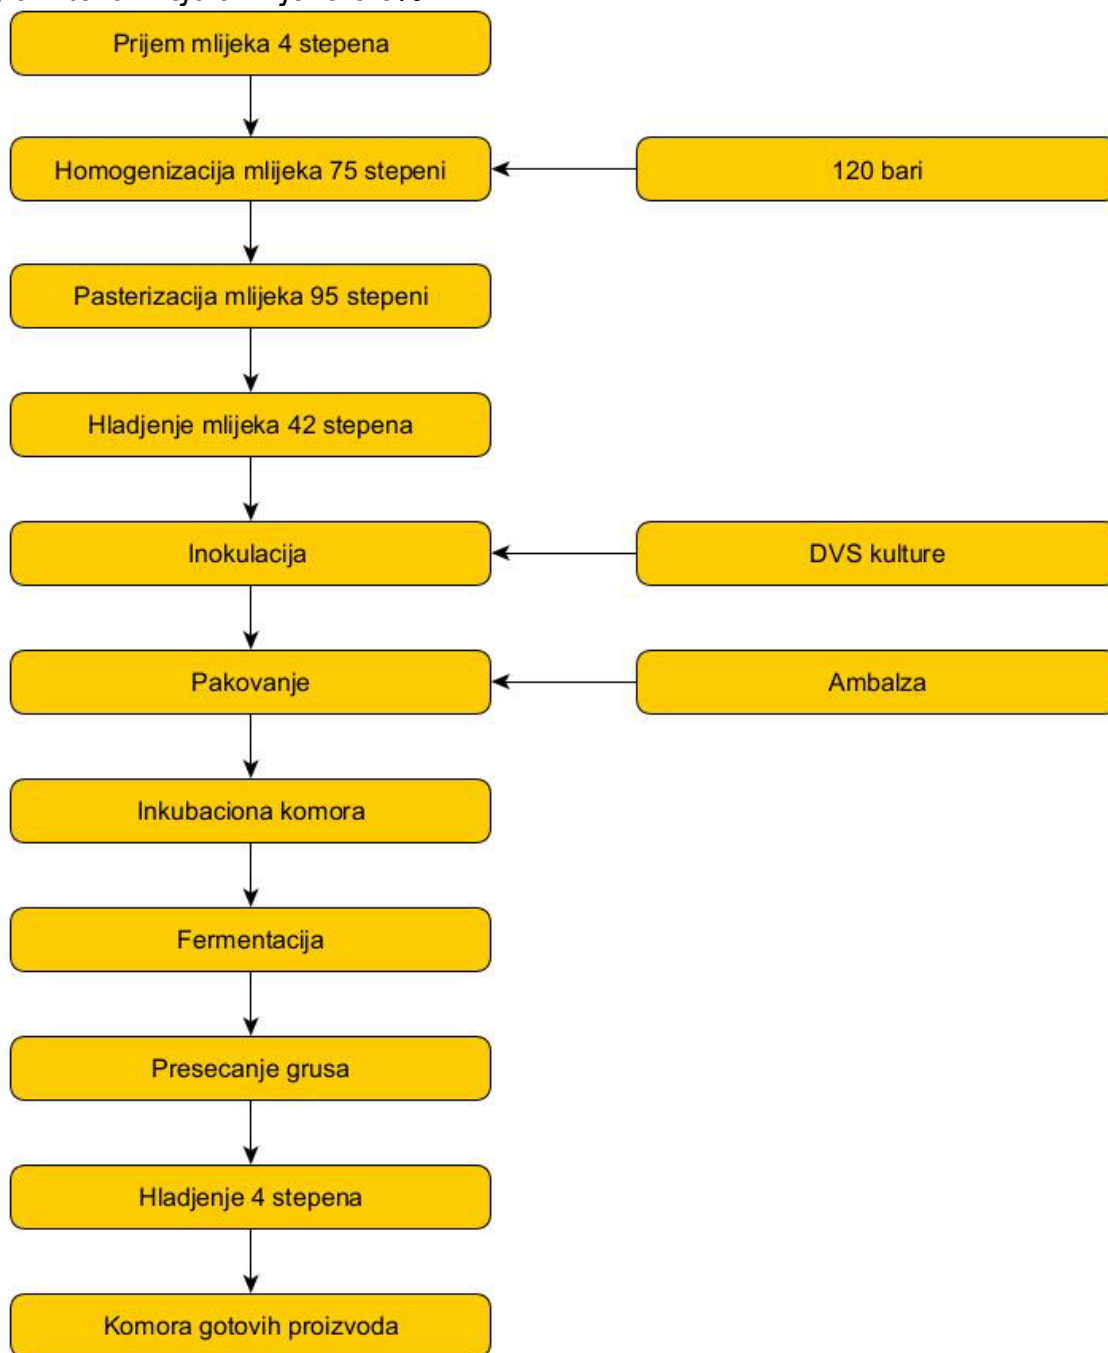 Prijem mlijeka 4 stepena
Homogenizacija mlijeka 75 stepeni
120 bari
Pasterizacija mlijeka 95 stepeni
Hladjenje mlijeka 42 stepena
Inokulacija
DVS kulture
Pakovanje
Ambalza
Inkubaciona komora
Fermentacija
Presecanje grusa
Hladjenje 4 stepena
Komora gotovih proizvoda